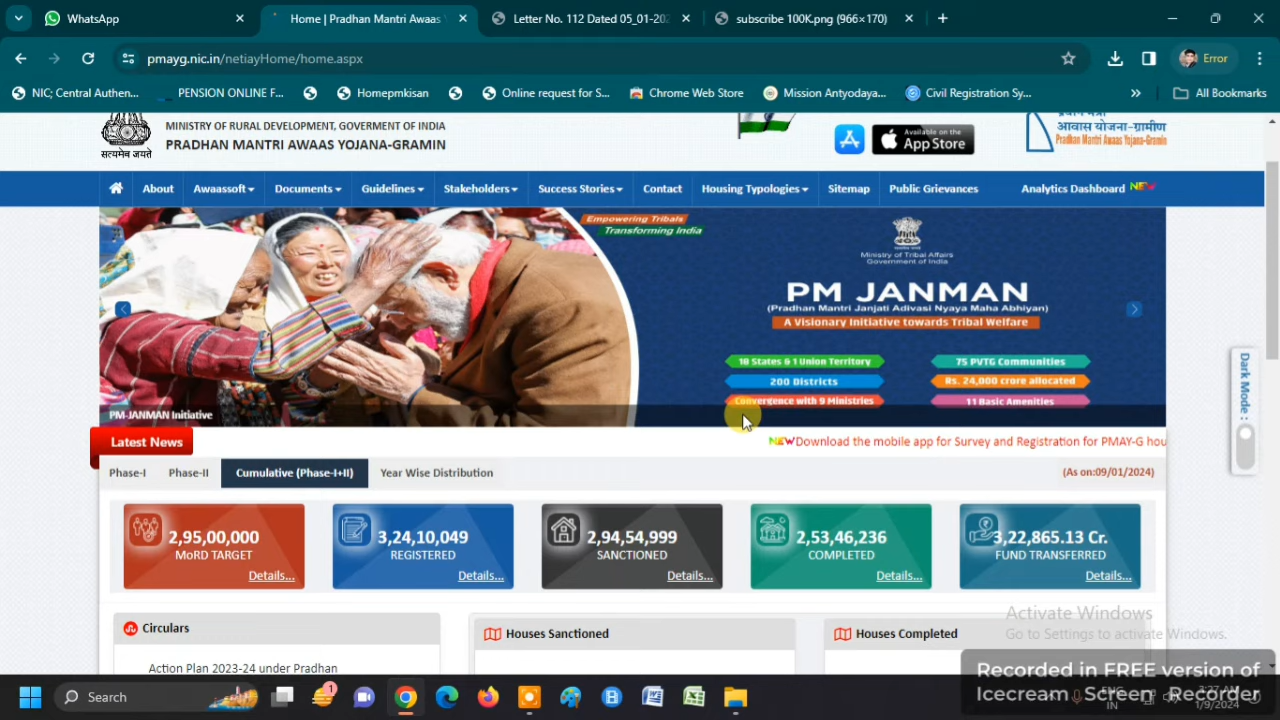 WhatsApp
Home | Pradhan Mantri Awaas
Letter No. 112 Dated 05_01-202
subscribe 100K.png (966×170)
pmayg.nic.in/netiayHome/home.aspx
Error
NIC; Central Authen...
PENSION ONLINE F...
Homepmkisan
Online request for S...
Chrome Web Store
Mission Antyodaya...
Civil Registration Sy...
»
All Bookmarks
सत्यमेव जयते
MINISTRY OF RURAL DEVELOPMENT, GOVERMENT OF INDIA
PRADHAN MANTRI AWAAS YOJANA-GRAMIN
Available on the
App Store
आवास योजना-ग्रामीण
Pradhan Mantri Awaas Yojana-Gramin
About
Awaassoft
Documents
Guidelines
Stakeholders
Success Stories
Contact
Housing Typologies
Sitemap
Public Grievances
Analytics Dashboard NEW
Empowering Tribals
Transforming India
Ministry of Tribal Affairs
Government of India
PM JANMAN
(Pradhan Mantri Janjati Adivasi Nyaya Maha Abhiyan)
A Visionary Initiative towards Tribal Welfare
18 States & 1 Union Territory
75 PVTG Communities
200 Districts
Rs. 24,000 crore allocated
Convergence with 9 Ministries
11 Basic Amenities
PM-JANMAN Initiative
Dark Mode :
Latest News
NEW Download the mobile app for Survey and Registration for PMAY-G hou
Phase-I
Phase-II
Cumulative (Phase-I+II)
Year Wise Distribution
(As on:09/01/2024)
2,95,00,000
MoRD TARGET
Details...
3,24,10,049
REGISTERED
Details...
2,94,54,999
SANCTIONED
Details...
2,53,46,236
COMPLETED
Details...
3,22,865.13 Cr.
FUND TRANSFERRED
Details...
Circulars
Houses Sanctioned
Houses Completed
Action Plan 2023-24 under Pradhan
Activate Windows
Go to Settings to activate Windows.
Recorded in FREE version of
Icecream Screen Recorder
Search
1
IN
1/9/2024